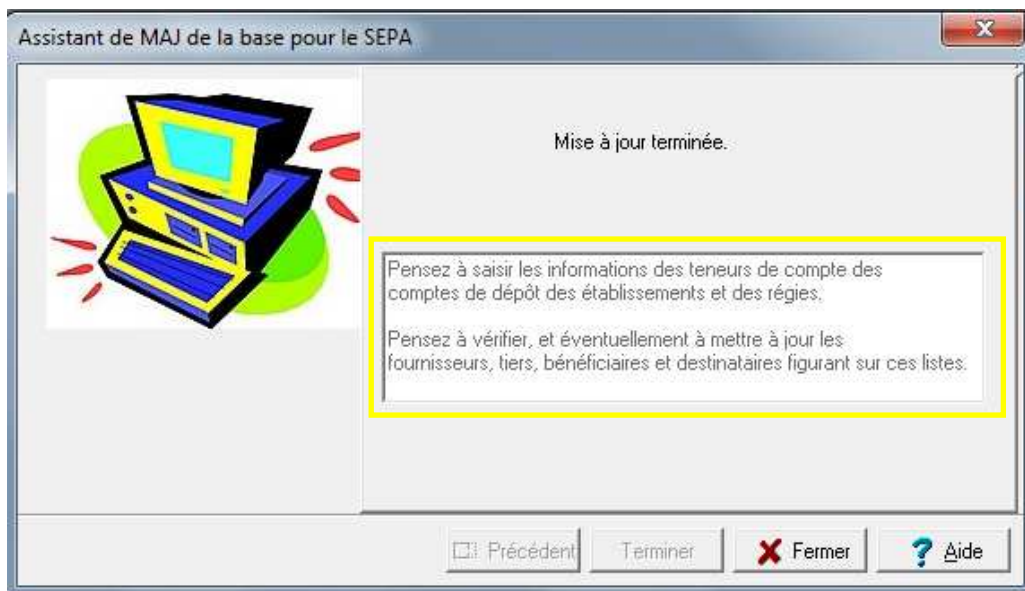 Assistant de MAJ de la base pour le SEPA
Mise à jour terminée.
Pensez à saisir les informations des teneurs de compte des
comptes de dépôt des établissements et des régies.
Pensez à vérifier, et éventuellement à mettre à jour les
fournisseurs, tiers, bénéficiaires et destinataires figurant sur ces listes.
Précédent
Terminer
Fermer
? Aide